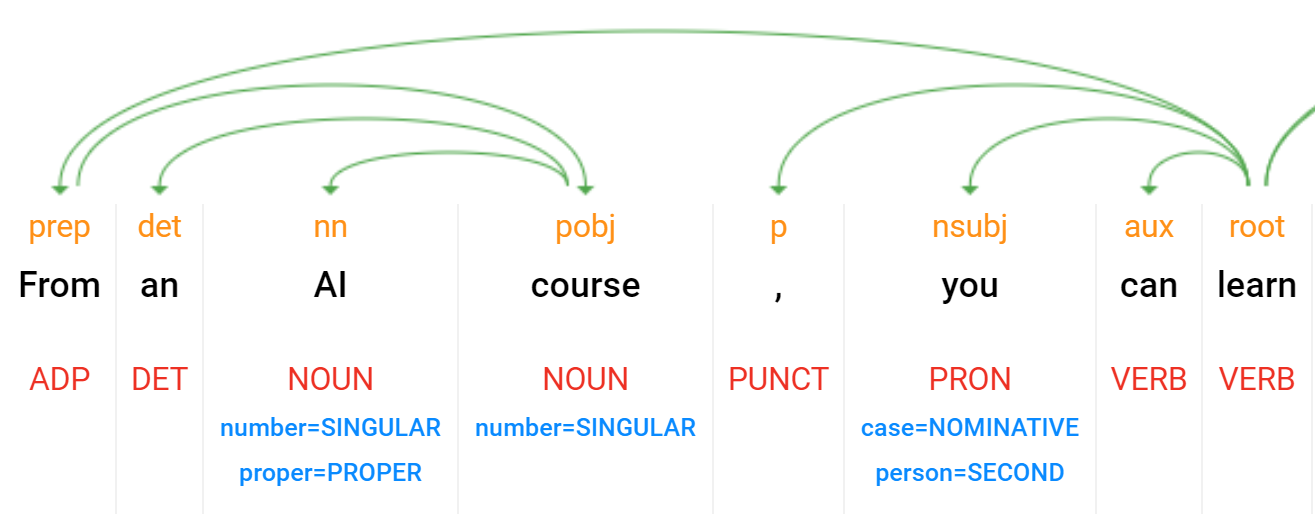 prep det nn pobj p nsubj aux root
From an AI course , you can learn
ADP DET NOUN NOUN PUNCT PRON VERB VERB
number=SINGULAR number=SINGULAR case=NOMINATIVE
proper=PROPER person=SECOND